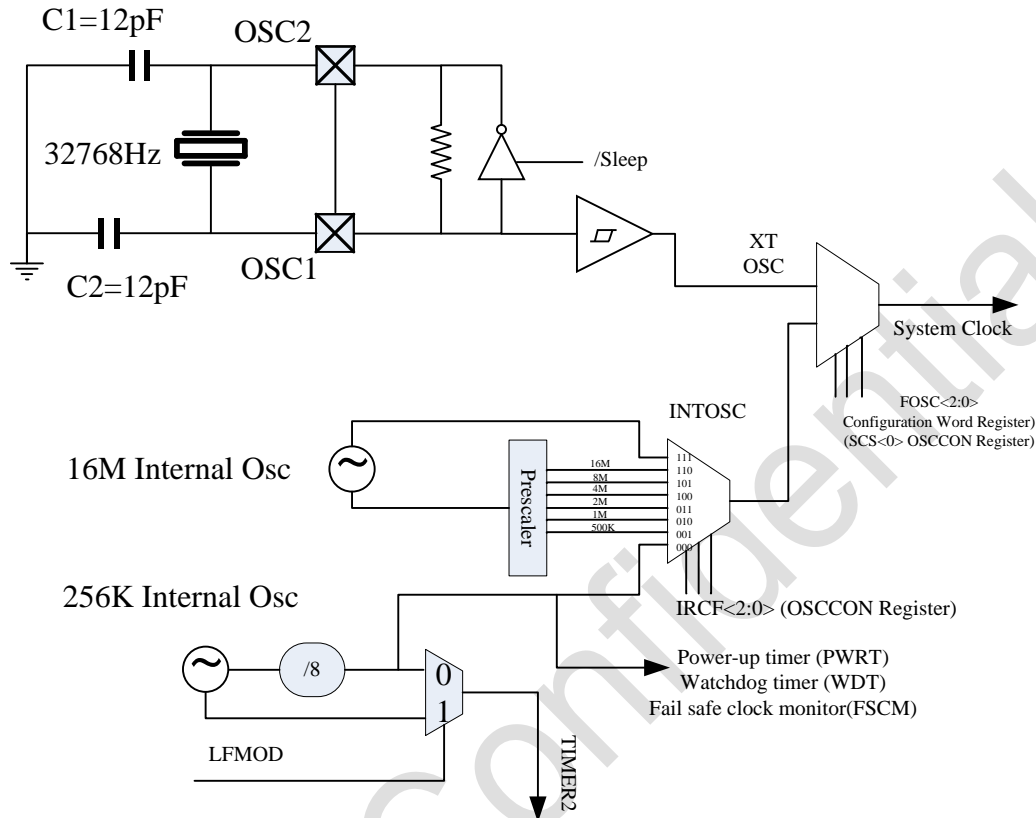 C1=12pF
OSC2
32768Hz
/Sleep
OSC1
C2=12pF
XT
OSC
System Clock
FOSC<2:0>
Configuration Word Register)
(SCS<0> OSCCON Register)
INTOSC
16M Internal Osc
Prescaler
16M
8M
4M
2M
1M
500K
111
110
101
100
011
010
001
000
IRCF<2:0> (OSCCON Register)
256K Internal Osc
/8
0
1
Power-up timer (PWRT)
Watchdog timer (WDT)
Fail safe clock monitor(FSCM)
LFMOD
TIMER2
Confidential